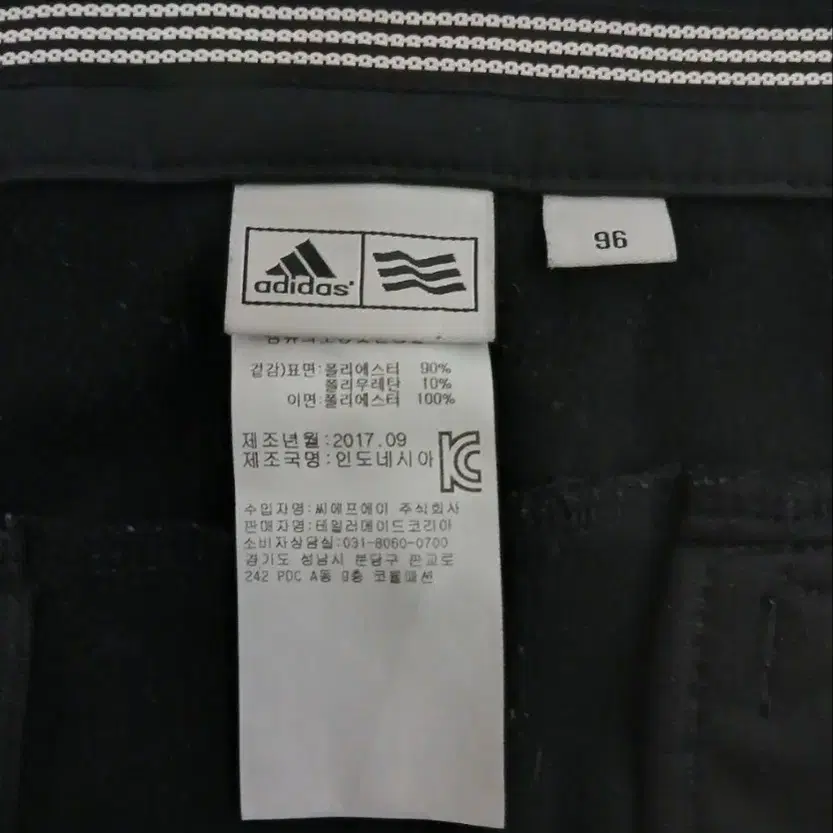 adidas
96
겉감)표면:폴리에스터 90%
폴리우레탄 10%
이면:폴리에스터 100%
제조년월:2017.09
제조국명:인도네시아
수입자명:씨에프에이 주식회사
판매자명:테일러메이드코리아
소비자상담실:031-8060-0700
경기도 성남시 분당구 판교로
242 PDC A동 9층 코롤패션